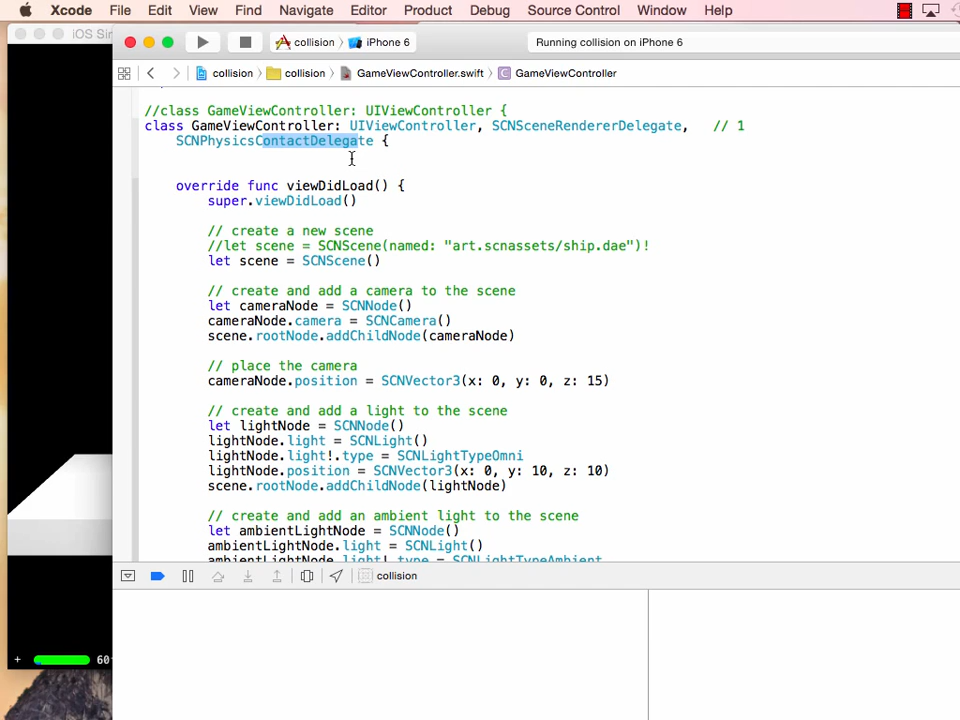 Xcode File Edit View Find Navigate Editor Product Debug Source Control Window Help
iOS Sim
collision iPhone 6 Running collision on iPhone 6
collision collision GameViewController.swift GameViewController
//class GameViewController: UIViewController {
class GameViewController: UIViewController, SCNSceneRendererDelegate, // 1
SCNPhysicsContactDelegate {
override func viewDidLoad() {
super.viewDidLoad()
// create a new scene
//let scene = SCNScene(named: "art.scnassets/ship.dae")!
let scene = SCNScene()
// create and add a camera to the scene
let cameraNode = SCNNode()
cameraNode.camera = SCNCamera()
scene.rootNode.addChildNode(cameraNode)
// place the camera
cameraNode.position = SCNVector3(x: 0, y: 0, z: 15)
// create and add a light to the scene
let lightNode = SCNNode()
lightNode.light = SCNLight()
lightNode.light!.type = SCNLightTypeOmni
lightNode.position = SCNVector3(x: 0, y: 10, z: 10)
scene.rootNode.addChildNode(lightNode)
// create and add an ambient light to the scene
let ambientLightNode = SCNNode()
ambientLightNode.light = SCNLight()
ambientLightNode.light!.type = SCNLightTypeAmbient
collision
+ 60